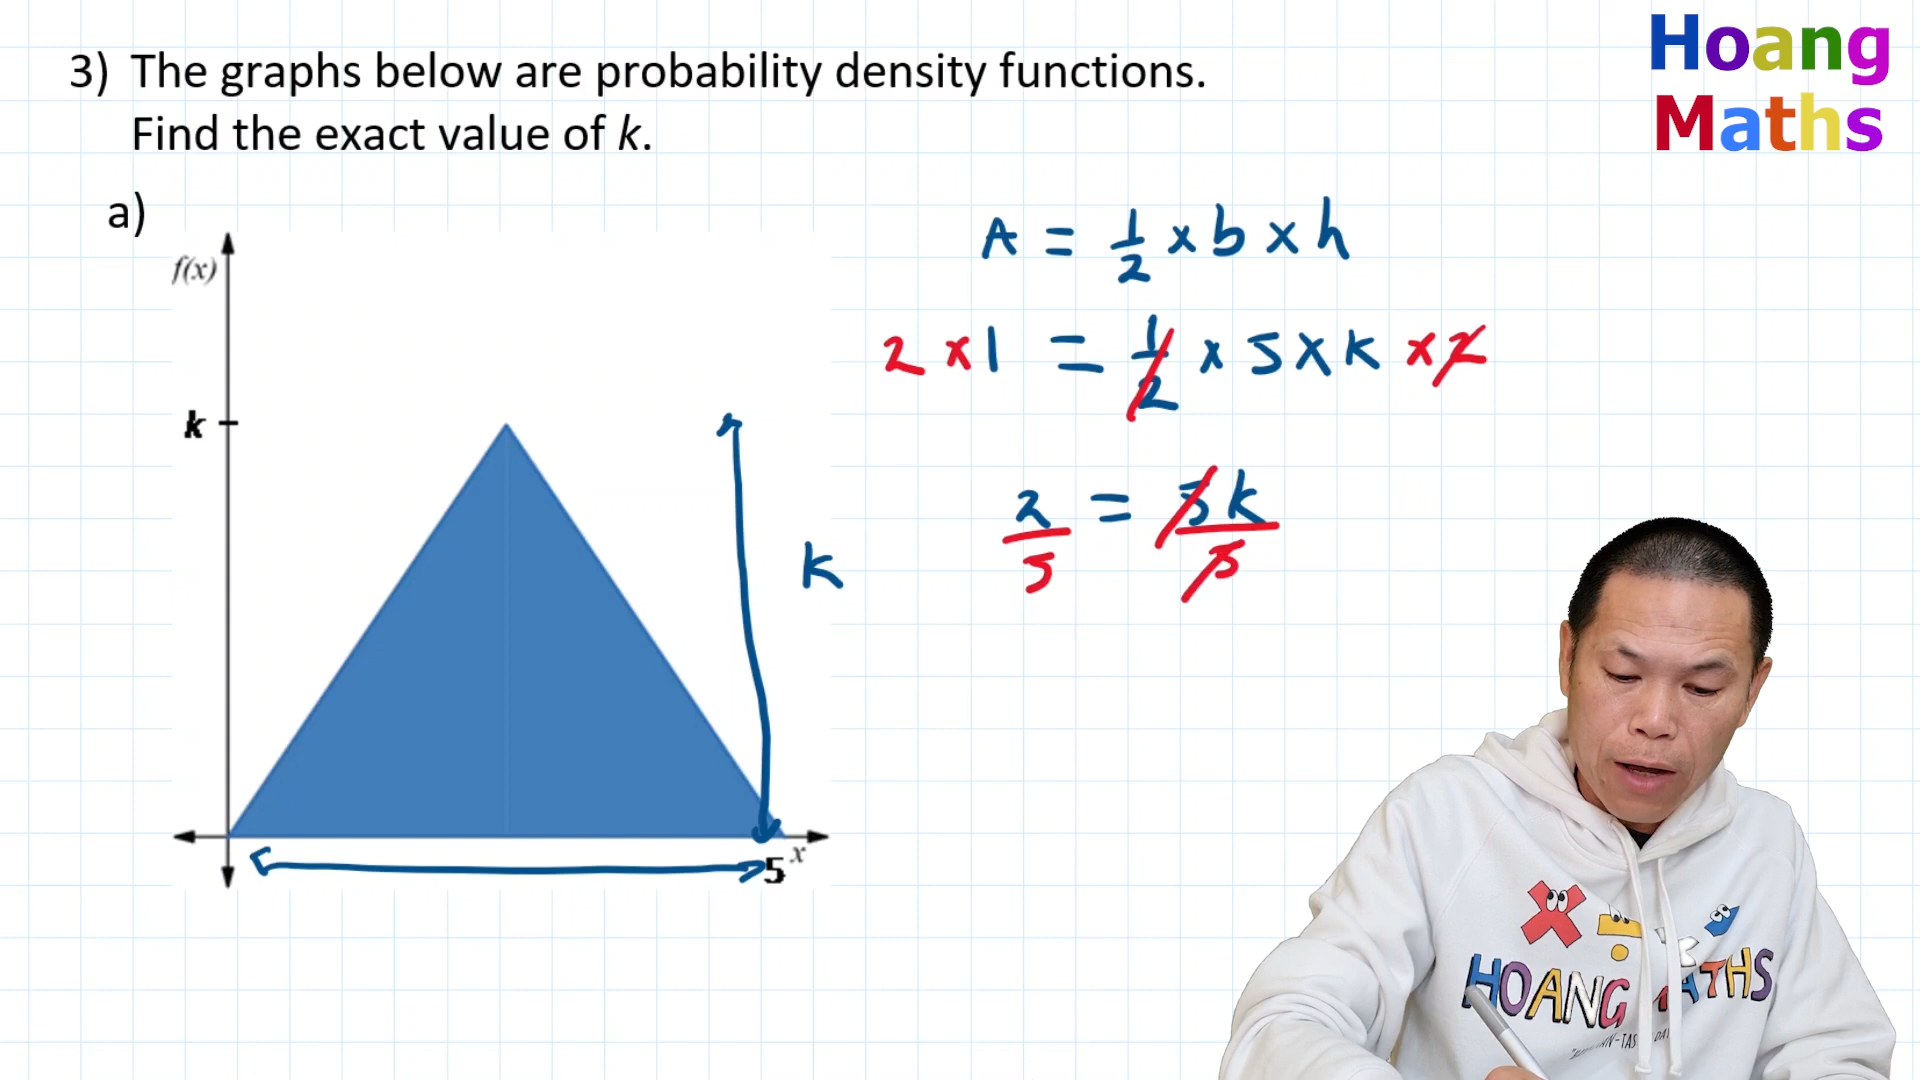 3) The graphs below are probability density functions.
Find the exact value of k.
Hoang
Maths
a)
f(x)
k
k
5
x
A = 1/2 × b × h
2 × 1 = 1/2 × 5 × k × 2
2/5 = 5k/5
HOANG MATHS